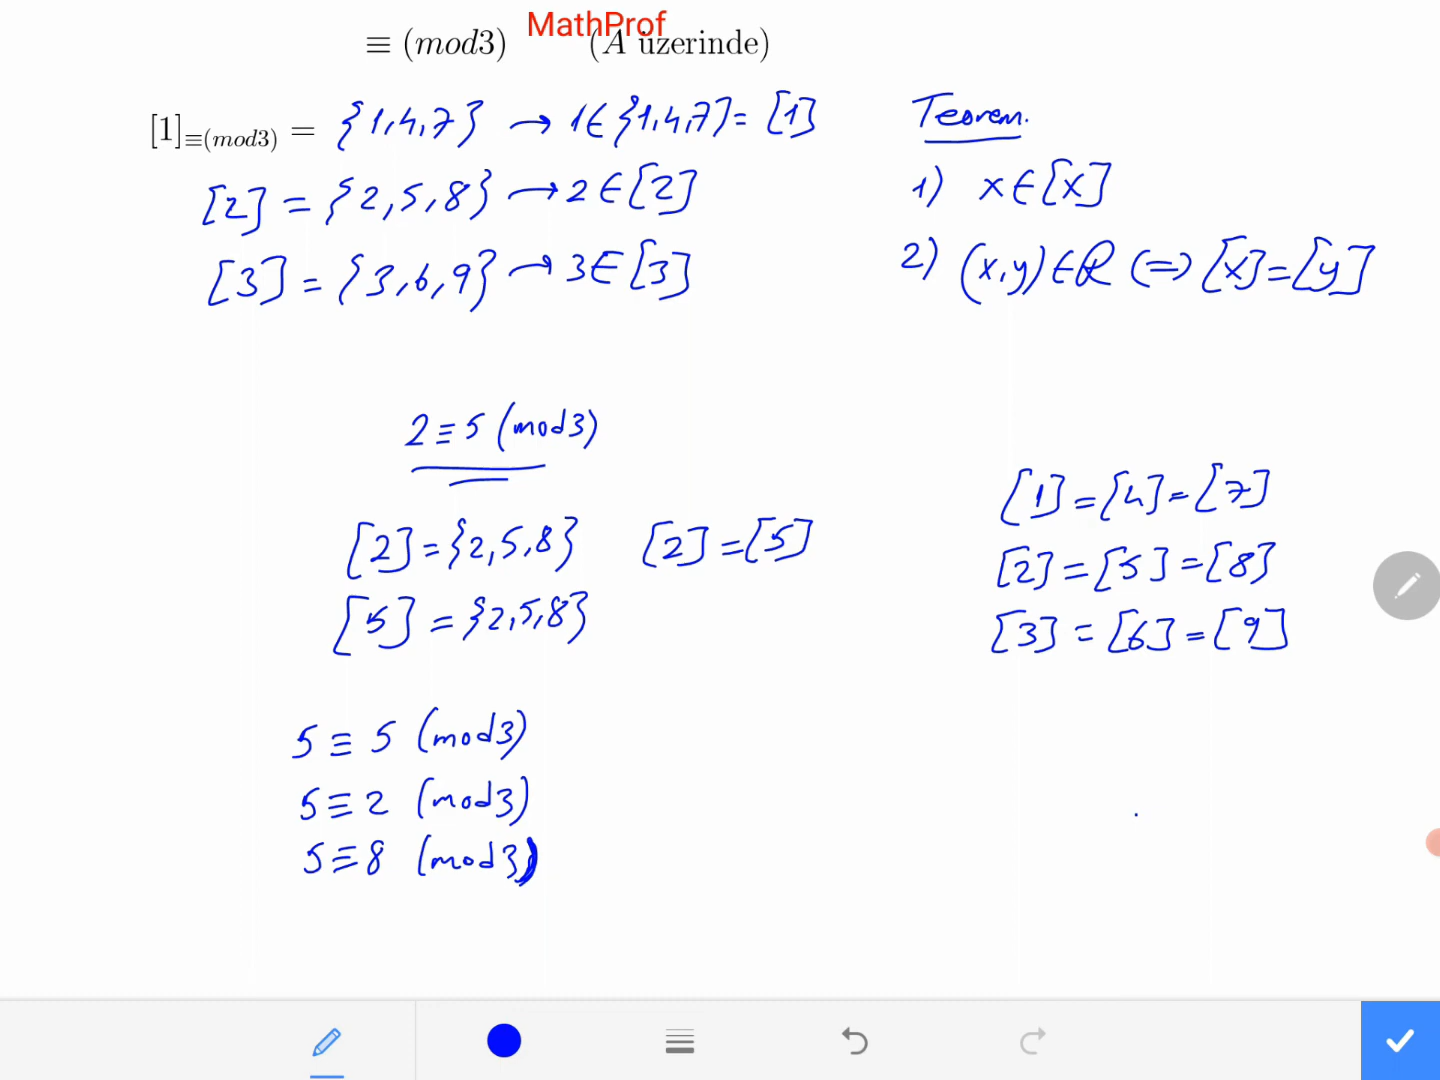 MathProf
≡ (mod3) (A üzerinde)
[1]≡(mod3) = {1,4,7} → 1∈{1,4,7}= [1]
[2] = {2,5,8} → 2∈[2]
[3] = {3,6,9} → 3∈[3]
Teorem.
1) x∈[x]
2) (x,y)∈R ⟺ [x]=[y]
2≡5 (mod3)
[2]={2,5,8} [2]=[5]
[5] = {2,5,8}
5≡5 (mod3)
5≡2 (mod3)
5≡8 (mod3)
[1]=[4]=[7]
[2]=[5]=[8]
[3]=[6]=[9]